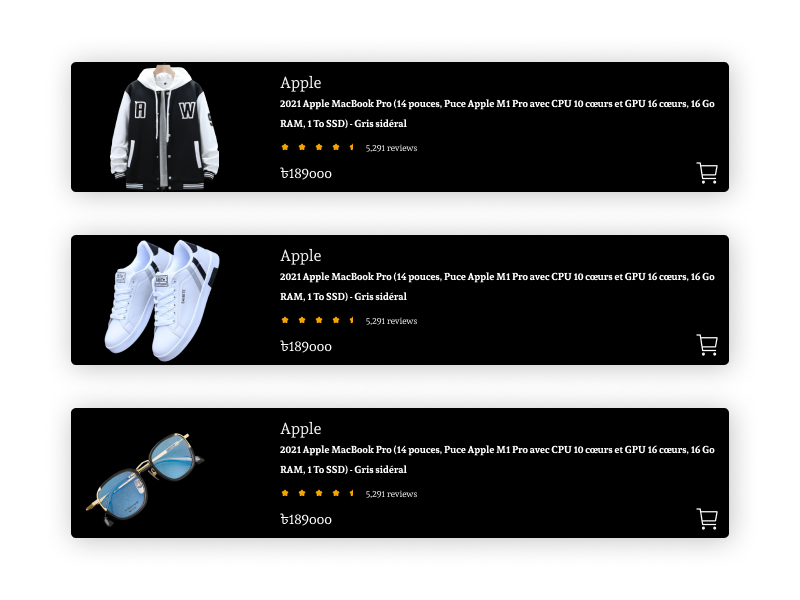 Apple
2021 Apple MacBook Pro (14 pouces, Puce Apple M1 Pro avec CPU 10 cœurs et GPU 16 cœurs, 16 Go
RAM, 1 To SSD) - Gris sidéral
5,291 reviews
৳189000
A W
Apple
2021 Apple MacBook Pro (14 pouces, Puce Apple M1 Pro avec CPU 10 cœurs et GPU 16 cœurs, 16 Go
RAM, 1 To SSD) - Gris sidéral
5,291 reviews
৳189000
Apple
2021 Apple MacBook Pro (14 pouces, Puce Apple M1 Pro avec CPU 10 cœurs et GPU 16 cœurs, 16 Go
RAM, 1 To SSD) - Gris sidéral
5,291 reviews
৳189000